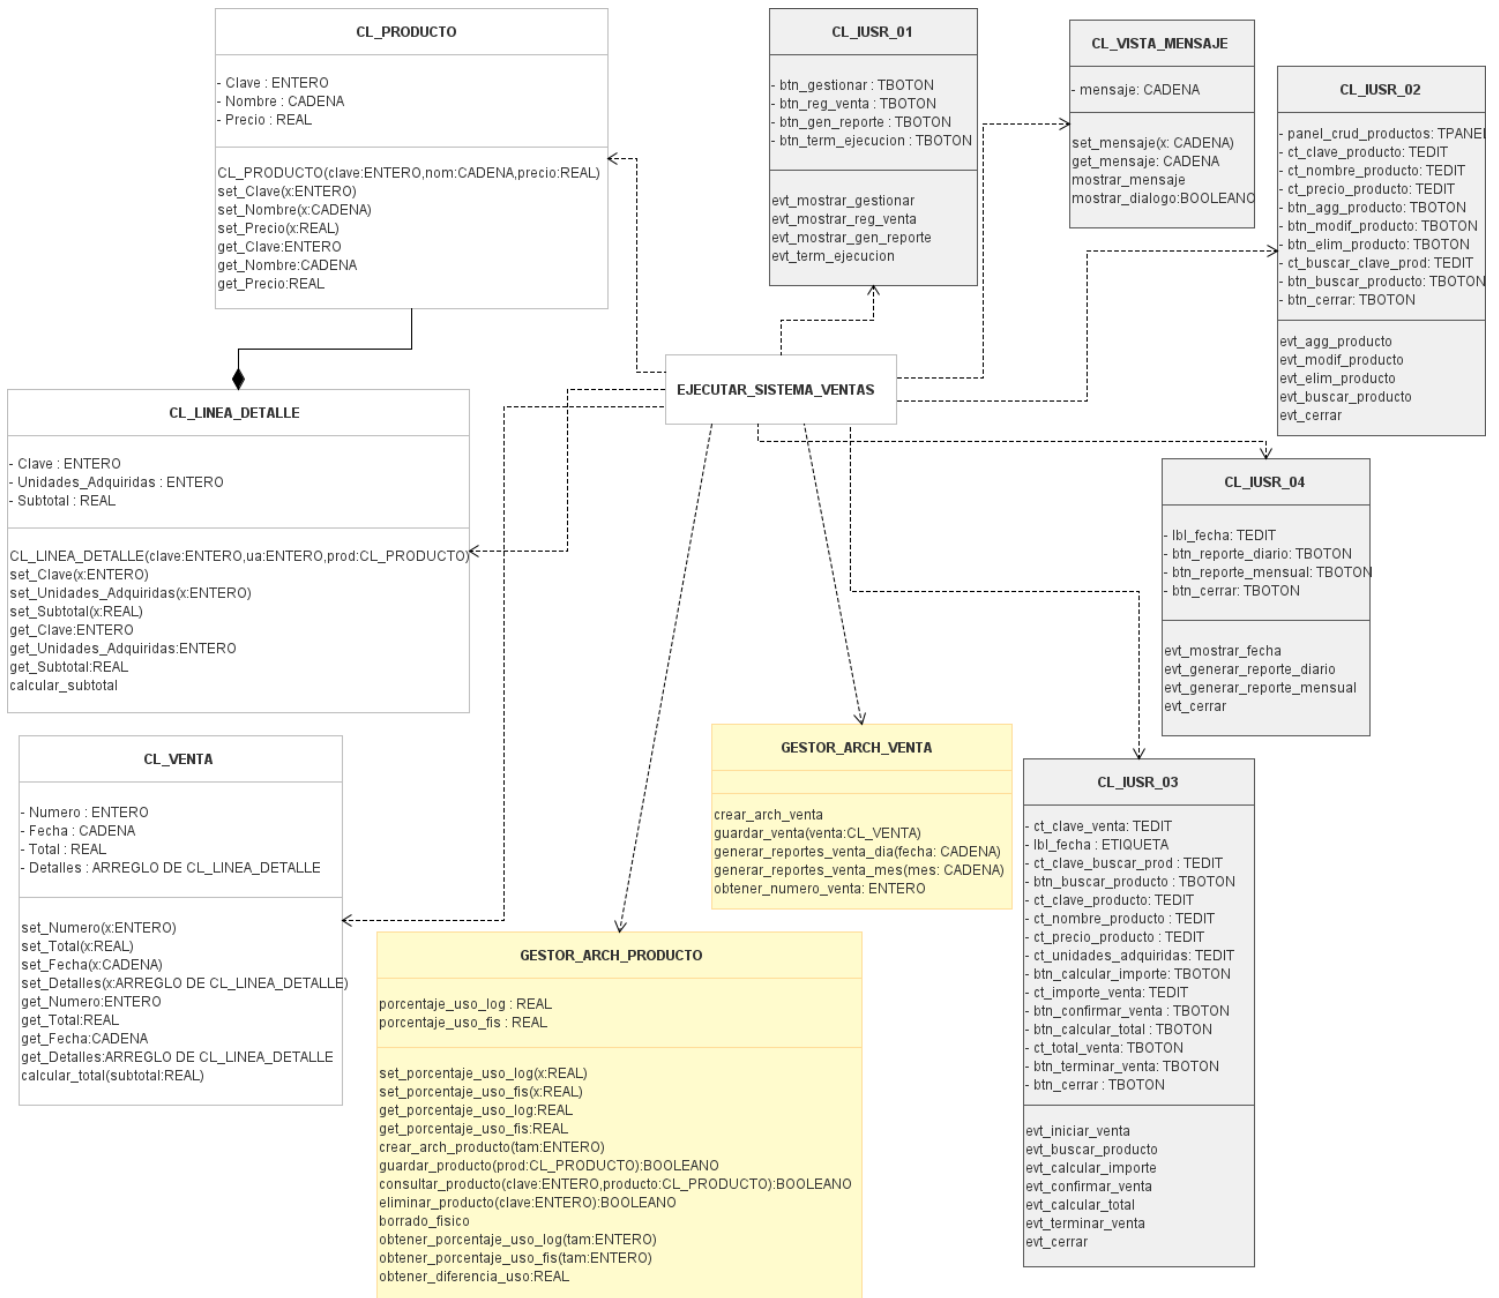 CL_PRODUCTO
- Clave : ENTERO
- Nombre : CADENA
- Precio : REAL
CL_PRODUCTO(clave:ENTERO,nom:CADENA,precio:REAL)
set_Clave(x:ENTERO)
set_Nombre(x:CADENA)
set_Precio(x:REAL)
get_Clave:ENTERO
get_Nombre:CADENA
get_Precio:REAL
CL_IUSR_01
- btn_gestionar : TBOTON
- btn_reg_venta : TBOTON
- btn_gen_reporte : TBOTON
- btn_term_ejecucion : TBOTON
evt_mostrar_gestionar
evt_mostrar_reg_venta
evt_mostrar_gen_reporte
evt_term_ejecucion
CL_VISTA_MENSAJE
- mensaje: CADENA
set_mensaje(x: CADENA)
get_mensaje: CADENA
mostrar_mensaje
mostrar_dialogo:BOOLEANO
CL_IUSR_02
- panel_crud_productos: TPANEL
- ct_clave_producto: TEDIT
- ct_nombre_producto: TEDIT
- ct_precio_producto: TEDIT
- btn_agg_producto: TBOTON
- btn_modif_producto: TBOTON
- btn_elim_producto: TBOTON
- ct_buscar_clave_prod: TEDIT
- btn_buscar_producto: TBOTON
- btn_cerrar: TBOTON
evt_agg_producto
evt_modif_producto
evt_elim_producto
evt_buscar_producto
evt_cerrar
EJECUTAR_SISTEMA_VENTAS
CL_LINEA_DETALLE
- Clave : ENTERO
- Unidades_Adquiridas : ENTERO
- Subtotal : REAL
CL_LINEA_DETALLE(clave:ENTERO,ua:ENTERO,prod:CL_PRODUCTO)
set_Clave(x:ENTERO)
set_Unidades_Adquiridas(x:ENTERO)
set_Subtotal(x:REAL)
get_Clave:ENTERO
get_Unidades_Adquiridas:ENTERO
get_Subtotal:REAL
calcular_subtotal
CL_IUSR_04
- lbl_fecha: TEDIT
- btn_reporte_diario: TBOTON
- btn_reporte_mensual: TBOTON
- btn_cerrar: TBOTON
evt_mostrar_fecha
evt_generar_reporte_diario
evt_generar_reporte_mensual
evt_cerrar
CL_VENTA
- Numero : ENTERO
- Fecha : CADENA
- Total : REAL
- Detalles : ARREGLO DE CL_LINEA_DETALLE
set_Numero(x:ENTERO)
set_Total(x:REAL)
set_Fecha(x:CADENA)
set_Detalles(x:ARREGLO DE CL_LINEA_DETALLE)
get_Numero:ENTERO
get_Total:REAL
get_Fecha:CADENA
get_Detalles:ARREGLO DE CL_LINEA_DETALLE
calcular_total(subtotal:REAL)
GESTOR_ARCH_VENTA
crear_arch_venta
guardar_venta(venta:CL_VENTA)
generar_reportes_venta_dia(fecha: CADENA)
generar_reportes_venta_mes(mes: CADENA)
obtener_numero_venta: ENTERO
CL_IUSR_03
- ct_clave_venta: TEDIT
- lbl_fecha : ETIQUETA
- ct_clave_buscar_prod : TEDIT
- btn_buscar_producto : TBOTON
- ct_clave_producto: TEDIT
- ct_nombre_producto : TEDIT
- ct_precio_producto : TEDIT
- ct_unidades_adquiridas: TEDIT
- btn_calcular_importe: TBOTON
- ct_importe_venta: TEDIT
- btn_confirmar_venta : TBOTON
- btn_calcular_total : TBOTON
- ct_total_venta: TBOTON
- btn_terminar_venta: TBOTON
- btn_cerrar : TBOTON
evt_iniciar_venta
evt_buscar_producto
evt_calcular_importe
evt_confirmar_venta
evt_calcular_total
evt_terminar_venta
evt_cerrar
GESTOR_ARCH_PRODUCTO
porcentaje_uso_log : REAL
porcentaje_uso_fis : REAL
set_porcentaje_uso_log(x:REAL)
set_porcentaje_uso_fis(x:REAL)
get_porcentaje_uso_log:REAL
get_porcentaje_uso_fis:REAL
crear_arch_producto(tam:ENTERO)
guardar_producto(prod:CL_PRODUCTO):BOOLEANO
consultar_producto(clave:ENTERO,producto:CL_PRODUCTO):BOOLEANO
eliminar_producto(clave:ENTERO):BOOLEANO
borrado_fisico
obtener_porcentaje_uso_log(tam:ENTERO)
obtener_porcentaje_uso_fis(tam:ENTERO)
obtener_diferencia_uso:REAL